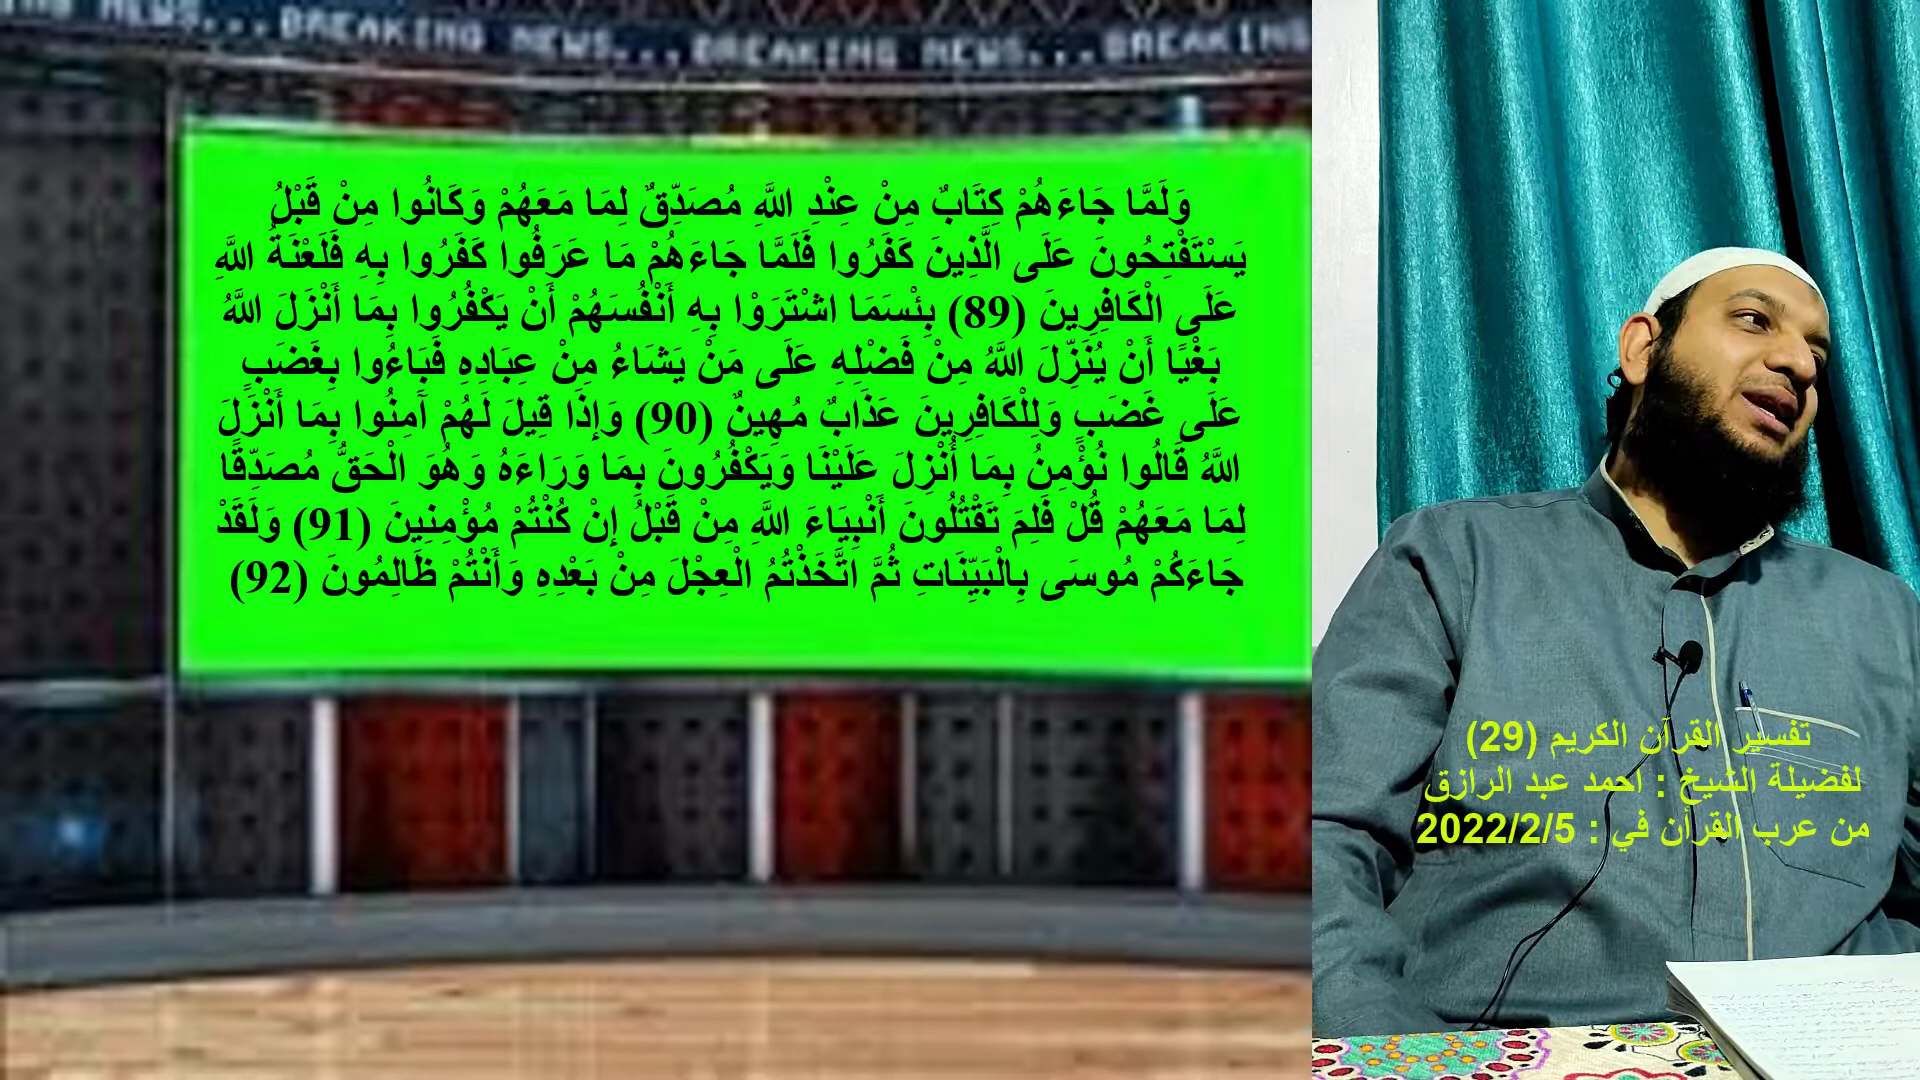 NEWS...BREAKING NEWS...BREAKING NEWS...BREAKING
وَلَمَّا جَاءَهُمْ كِتَابٌ مِنْ عِنْدِ اللَّهِ مُصَدِّقٌ لِمَا مَعَهُمْ وَكَانُوا مِنْ قَبْلُ
يَسْتَفْتِحُونَ عَلَى الَّذِينَ كَفَرُوا فَلَمَّا جَاءَهُمْ مَا عَرَفُوا كَفَرُوا بِهِ فَلَعْنَةُ اللَّهِ
عَلَى الْكَافِرِينَ (89) بِئْسَمَا اشْتَرَوْا بِهِ أَنْفُسَهُمْ أَنْ يَكْفُرُوا بِمَا أَنْزَلَ اللَّهُ
بَغْيًا أَنْ يُنَزِّلَ اللَّهُ مِنْ فَضْلِهِ عَلَى مَنْ يَشَاءُ مِنْ عِبَادِهِ فَبَاءُوا بِغَضَبٍ
عَلَى غَضَبٍ وَلِلْكَافِرِينَ عَذَابٌ مُهِينٌ (90) وَإِذَا قِيلَ لَهُمْ آَمِنُوا بِمَا أَنْزَلَ
اللَّهُ قَالُوا نُؤْمِنُ بِمَا أُنْزِلَ عَلَيْنَا وَيَكْفُرُونَ بِمَا وَرَاءَهُ وَهُوَ الْحَقُّ مُصَدِّقًا
لِمَا مَعَهُمْ قُلْ فَلِمَ تَقْتُلُونَ أَنْبِيَاءَ اللَّهِ مِنْ قَبْلُ إِنْ كُنْتُمْ مُؤْمِنِينَ (91) وَلَقَدْ
جَاءَكُمْ مُوسَى بِالْبَيِّنَاتِ ثُمَّ اتَّخَذْتُمُ الْعِجْلَ مِنْ بَعْدِهِ وَأَنْتُمْ ظَالِمُونَ (92)
تفسير القرآن الكريم (29)
لفضيلة الشيخ : احمد عبد الرازق
من عرب القرأن في : 2022/2/5